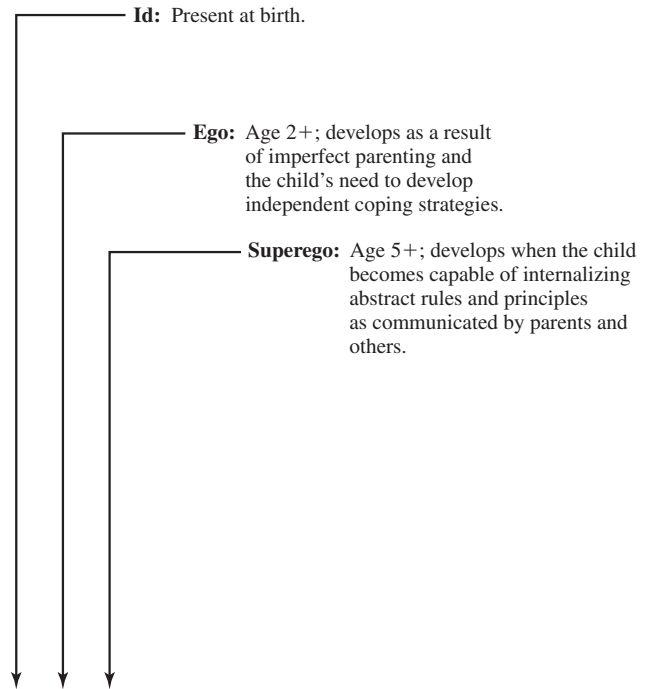 Id: Present at birth.
Ego: Age 2+; develops as a result
of imperfect parenting and
the child’s need to develop
independent coping strategies.
Superego: Age 5+; develops when the child
becomes capable of internalizing
abstract rules and principles
as communicated by parents and
others.